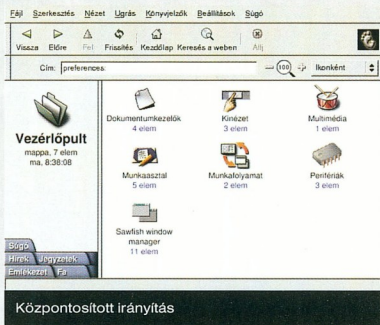 Fájl Szerkesztés Nézet Ugrás Könyvjelzők Beállítások Súgó
Vissza Előre Fel Frissítés Kezdőlap Keresés a weben Állj
Cím: preferences: 100 Ikonként
Vezérlőpult
mappa, 7 elem
ma, 8:38:08
Dokumentumkezelők
4 elem
Kinézet
3 elem
Multimédia
1 elem
Munkaasztal
5 elem
Munkafolyamat
2 elem
Perifériák
3 elem
Sawfish window
manager
11 elem
Súgó
Hírek Jegyzetek
Emlékezet Fa
Központosított irányítás